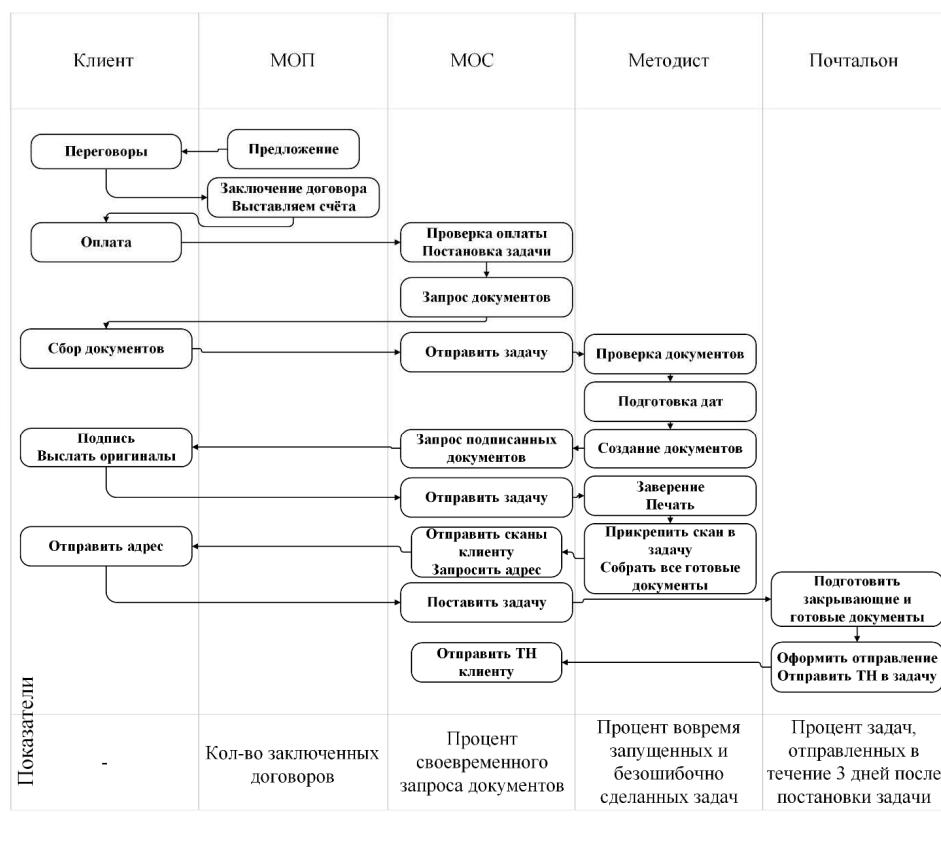 Клиент
МОП
МОС
Методист
Почтальон
Предложение
Переговоры
Заключение договора
Выставляем счёта
Оплата
Проверка оплаты
Постановка задачи
Запрос документов
Сбор документов
Отправить задачу
Проверка документов
Подготовка дат
Создание документов
Запрос подписанных
документов
Подпись
Выслать оригиналы
Отправить задачу
Заверение
Печать
Прикрепить скан в
задачу
Собрать все готовые
документы
Отправить сканы
клиенту
Запросить адрес
Отправить адрес
Поставить задачу
Подготовить
закрывающие и
готовые документы
Оформить отправление
Отправить ТН в задачу
Отправить ТН
клиенту
Показатели
-
Кол-во заключенных
договоров
Процент
своевременного
запроса документов
Процент вовремя
запущенных и
безошибочно
сделанных задач
Процент задач,
отправленных в
течение 3 дней после
постановки задачи